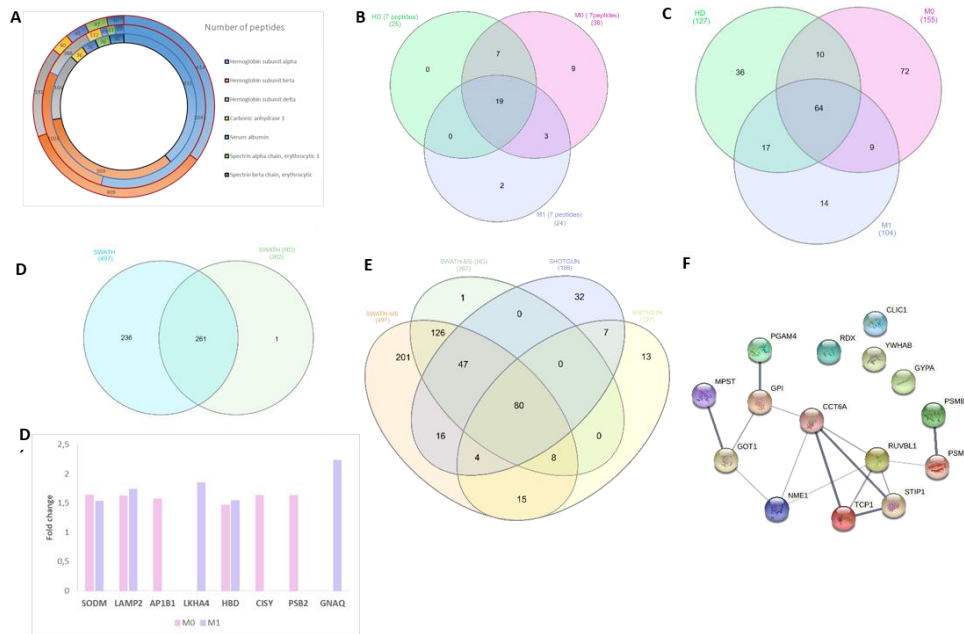 A
Number of peptides
Hemoglobin subunit alpha
Hemoglobin subunit beta
Hemoglobin subunit delta
Carbonic anhydrase 1
Serum albumin
Spectrin alpha chain, erythrocytic 1
Spectrin beta chain, erythrocytic
B
HD (7 peptides)
(26)
M0 ( 7peptides)
(38)
7
0
9
19
0
3
2
M1 (7 peptides)
(24)
C
HD
(127)
M0
(155)
10
36
72
64
17
9
14
M1
(104)
D
SWATH
(497)
SWATH (HD)
(262)
236
261
1
D
´
2,5
2
1,5
1
0,5
0
Fold change
SODM
LAMP2
AP1B1
LKHA4
HBD
CISY
PSB2
GNAQ
M0
M1
E
SWATH-MS
(497)
SWATH-MS (HD)
(262)
SHOTGUN
SHOTGUN
(127)
1
32
0
126
7
201
47
0
13
80
16
0
4
8
15
F
CLIC1
PGAM4
RDX
YWHAB
GYPA
MPST
GPI
CCT6A
PSMB
GOT1
RUVBL1
PSM
NME1
STIP1
TCP1